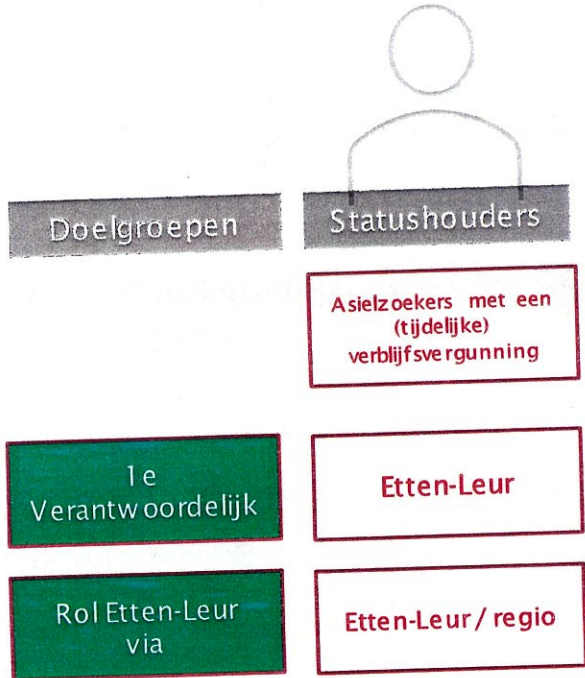 Doelgroepen
Statushouders
Asielzoekers met een
(tijdelijke)
verblijfsvergunning
1e
Verantwoordelijk
Etten-Leur
Rol Etten-Leur
via
Etten-Leur / regio